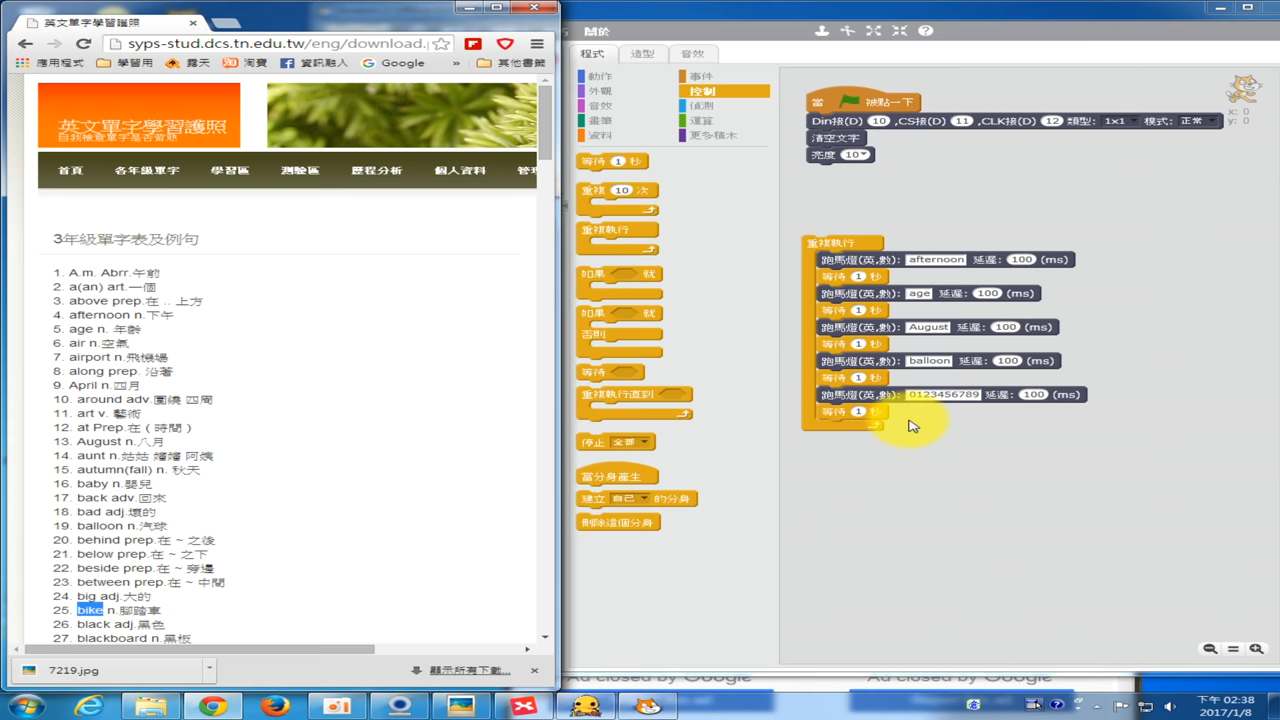 英文單字學習護照
syps-stud.dcs.tn.edu.tw/eng/download.
應用程式 學習用 露天 淘寶 資訊融入 Google » 其他書籤
英文單字學習護照
自我檢查單字是否會唸
首頁 各年級單字 學習區 測驗區 歷程分析 個人資料 管
3年級單字表及例句
1. A.m. Abrr.午前
2. a(an) art.一個
3. above prep.在 .. 上方
4. afternoon n.下午
5. age n. 年齡
6. air n.空氣
7. airport n.飛機場
8. along prep. 沿著
9. April n.四月
10. around adv.圍繞 四周
11. art v. 藝術
12. at Prep.在（ 時間 ）
13. August n.八月
14. aunt n.姑姑 嬸嬸 阿姨
15. autumn(fall) n. 秋天
16. baby n.嬰兒
17. back adv.回來
18. bad adj.壞的
19. balloon n.汽球
20. behind prep.在 ~ 之後
21. below prep.在 ~ 之下
22. beside prep.在 ~ 旁邊
23. between prep.在 ~ 中間
24. big adj.大的
25. bike n.腳踏車
26. black adj.黑色
27. blackboard n.黑板
7219.jpg
顯示所有下載...
關於
程式 造型 音效
動作 事件
外觀 控制
音效 偵測
畫筆 運算
資料 更多積木
等待 1 秒
重複 10 次
重複執行
如果 就
如果 就
否則
等待
重複執行直到
停止 全部
當分身產生
建立 自己 的分身
刪除這個分身
當 被點一下
Din接(D) 10 ,CS接(D) 11 ,CLK接(D) 12 類型: 1x1 模式: 正常
清空文字
亮度 10
x: 0
y: 0
重複執行
跑馬燈(英,數): afternoon 延遲: 100 (ms)
等待 1 秒
跑馬燈(英,數): age 延遲: 100 (ms)
等待 1 秒
跑馬燈(英,數): August 延遲: 100 (ms)
等待 1 秒
跑馬燈(英,數): balloon 延遲: 100 (ms)
等待 1 秒
跑馬燈(英,數): 0123456789 延遲: 100 (ms)
等待 1 秒
Ad closed by Google
下午 02:38
2017/1/8